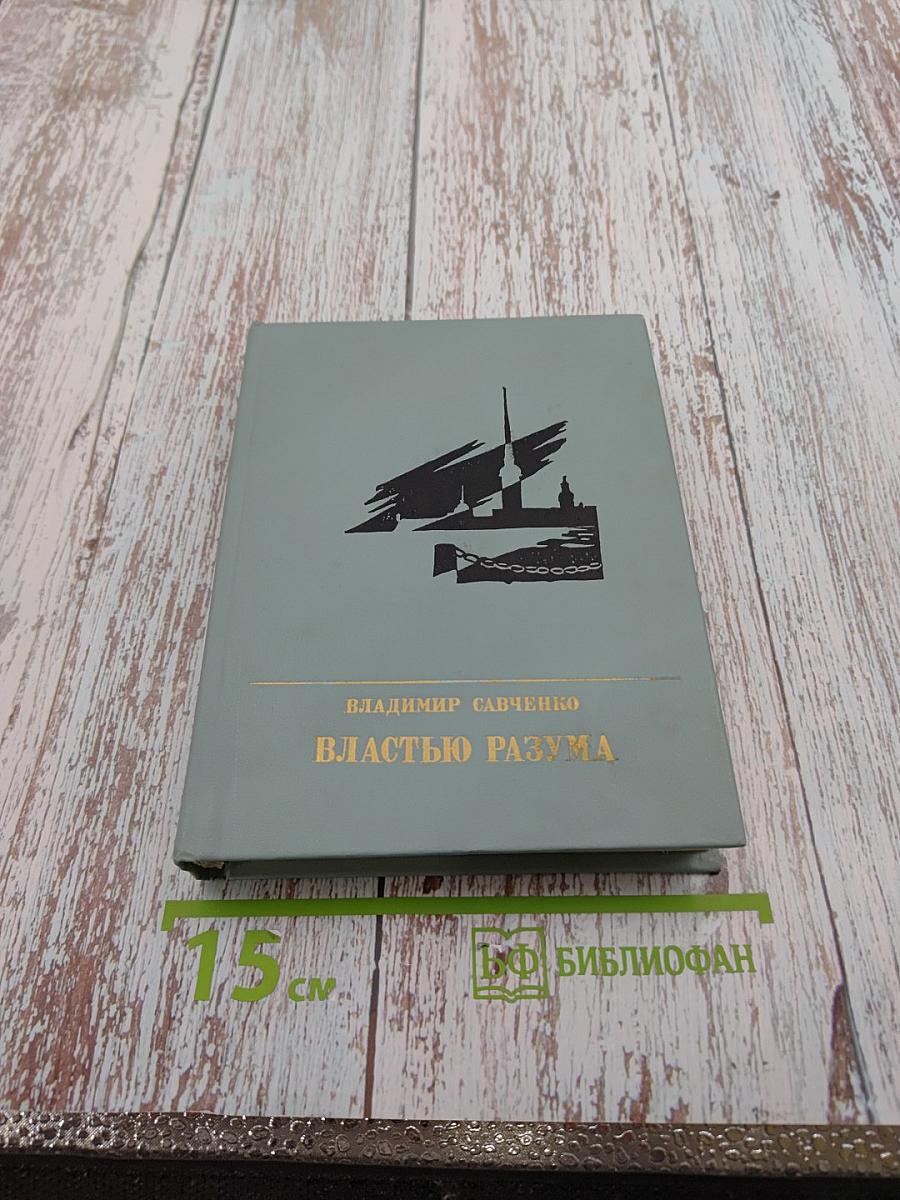 ВЛАДИМИР САВЧЕНКО
ВЛАСТЬЮ РАЗУМА
15 см
БФ БИБЛИОФАН